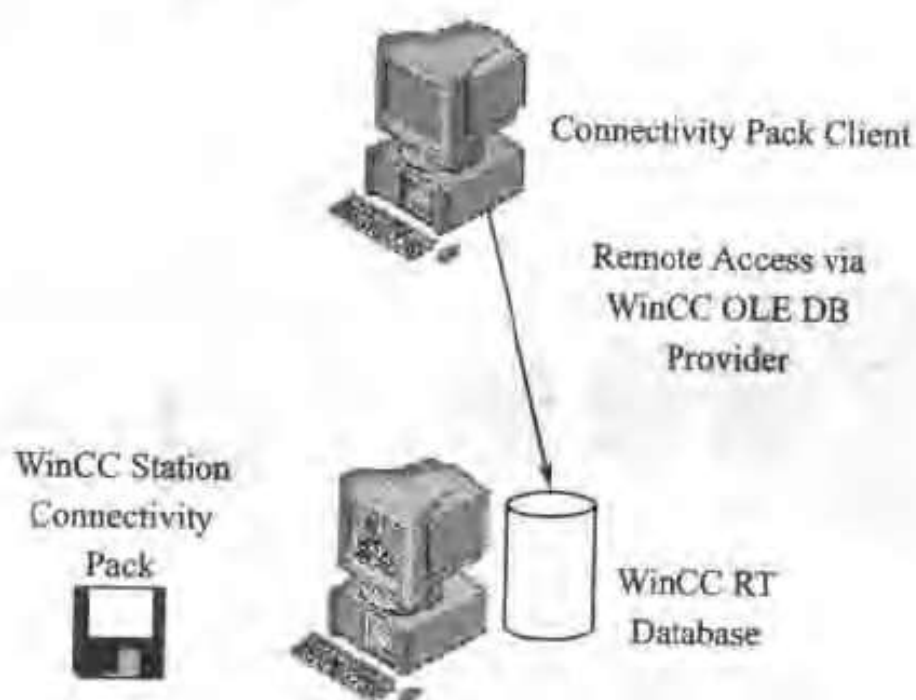 Connectivity Pack Client
Remote Access via
WinCC OLE DB
Provider
WinCC Station
Connectivity
Pack
WinCC RT
Database